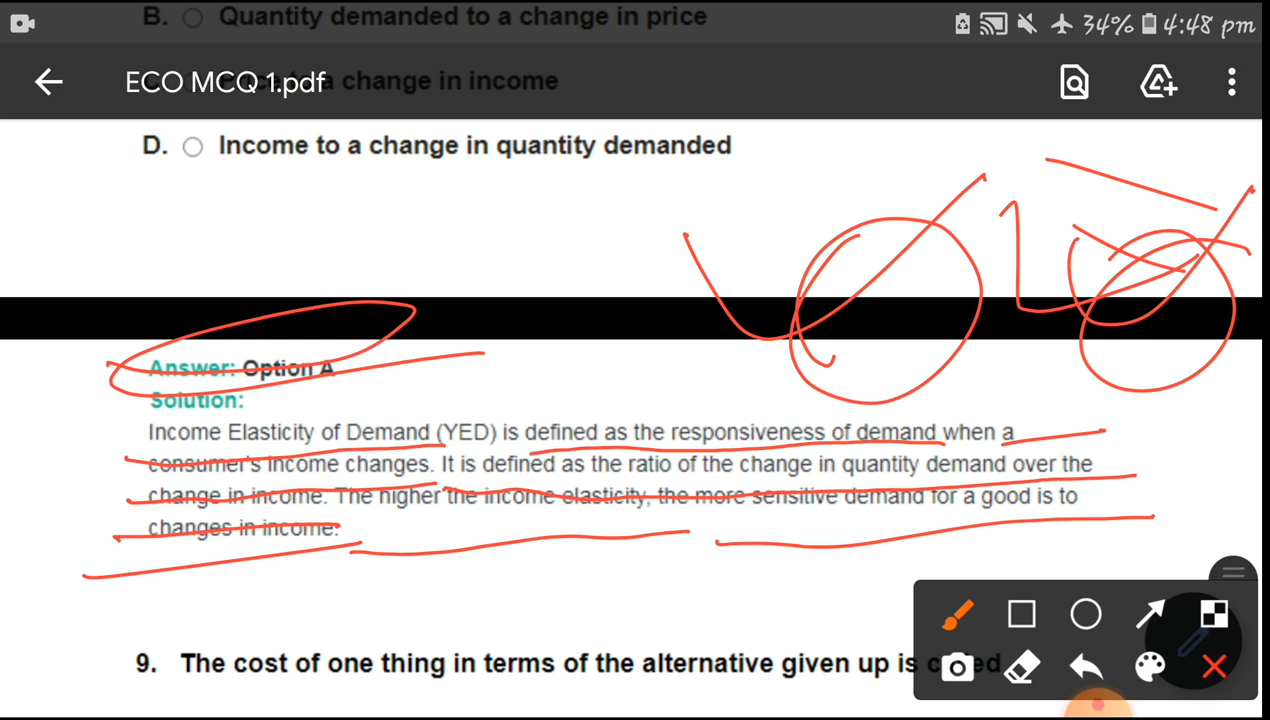 B. Quantity demanded to a change in price
34% 4:48 pm
ECO MCQ 1.pdf
a change in income
D. Income to a change in quantity demanded
Answer: Option A
Solution:
Income Elasticity of Demand (YED) is defined as the responsiveness of demand when a
consumer's income changes. It is defined as the ratio of the change in quantity demand over the
change in income. The higher the income elasticity, the more sensitive demand for a good is to
changes in income.
9. The cost of one thing in terms of the alternative given up is called